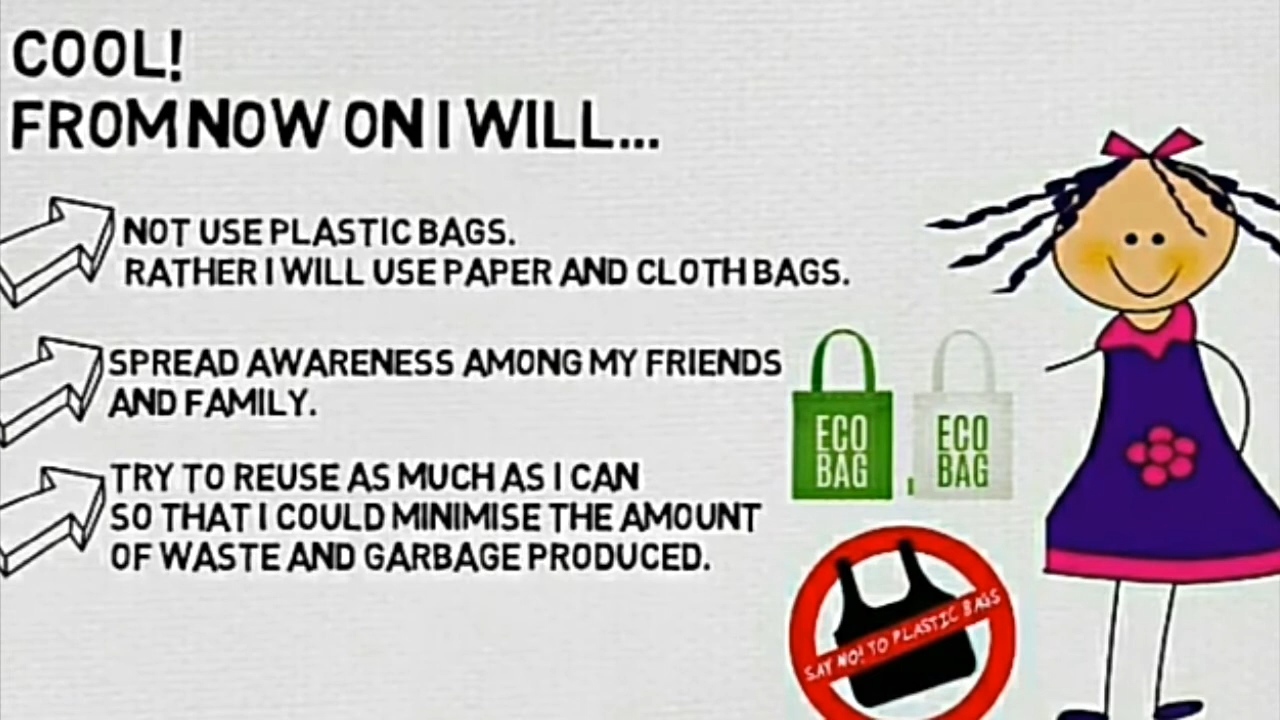 COOL!
FROM NOW ON I WILL...
NOT USE PLASTIC BAGS.
RATHER I WILL USE PAPER AND CLOTH BAGS.
SPREAD AWARENESS AMONG MY FRIENDS
AND FAMILY.
TRY TO REUSE AS MUCH AS I CAN
SO THAT I COULD MINIMISE THE AMOUNT
OF WASTE AND GARBAGE PRODUCED.
ECO
BAG
ECO
BAG
SAY NO! TO PLASTIC BAGS